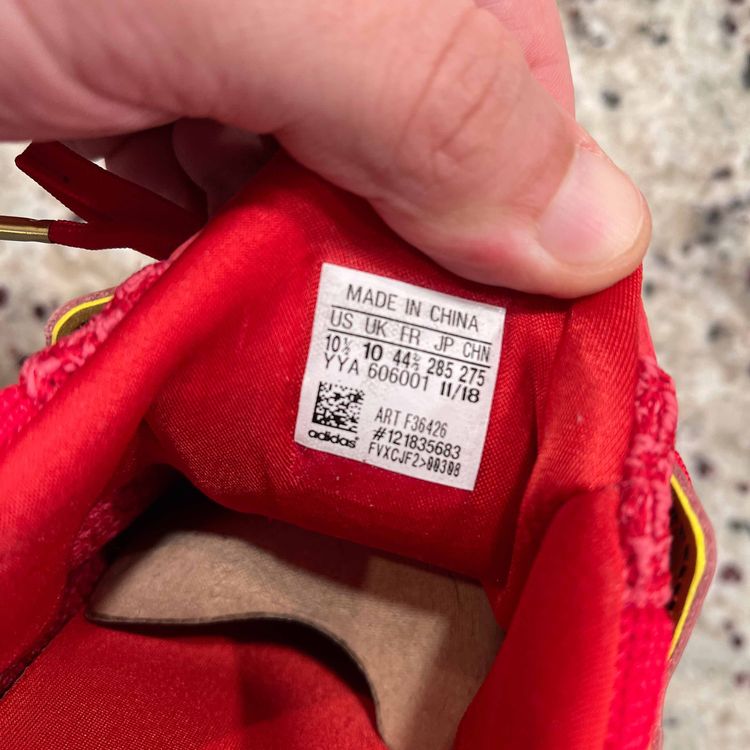 MADE IN CHINA
US UK FR JP CHN
10½ 10 44⅔ 285 275
YYA 606001 11/18
ART F36426
#121835683
adidas®
FVXCJF2>00308